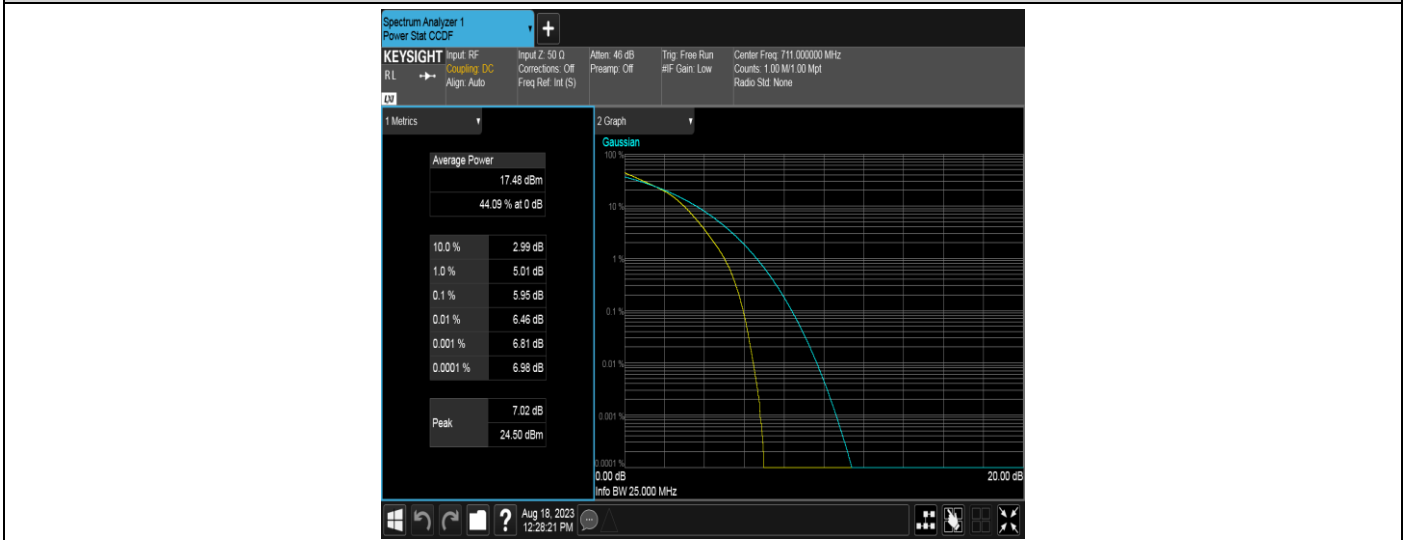 Spectrum Analyzer 1
Power Stat CCDF
+
KEYSIGHT Input: RF Input Z: 50 Ω Atten: 46 dB Trig: Free Run Center Freq: 711.000000 MHz
RL Coupling: DC Corrections: Off Preamp: Off #IF Gain: Low Counts: 1.00 M/1.00 Mpt
Align: Auto Freq Ref: Int (S) Radio Std: None
LXI
1 Metrics
Average Power
17.48 dBm
44.09 % at 0 dB
10.0 % 2.99 dB
1.0 % 5.01 dB
0.1 % 5.95 dB
0.01 % 6.46 dB
0.001 % 6.81 dB
0.0001 % 6.98 dB
Peak 7.02 dB
24.50 dBm
2 Graph
Gaussian
100 %
10 %
1 %
0.1 %
0.01 %
0.001 %
0.0001 %
0.00 dB 20.00 dB
Info BW 25.000 MHz
? Aug 18, 2023
12:28:21 PM